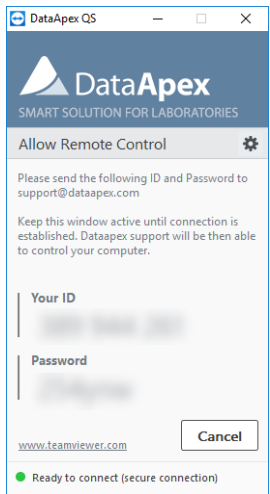 DataApex QS
DataApex
SMART SOLUTION FOR LABORATORIES
Allow Remote Control
Please send the following ID and Password to
support@dataapex.com
Keep this window active until connection is
established. Dataapex support will be then able
to control your computer.
Your ID
Password
www.teamviewer.com
Cancel
Ready to connect (secure connection)